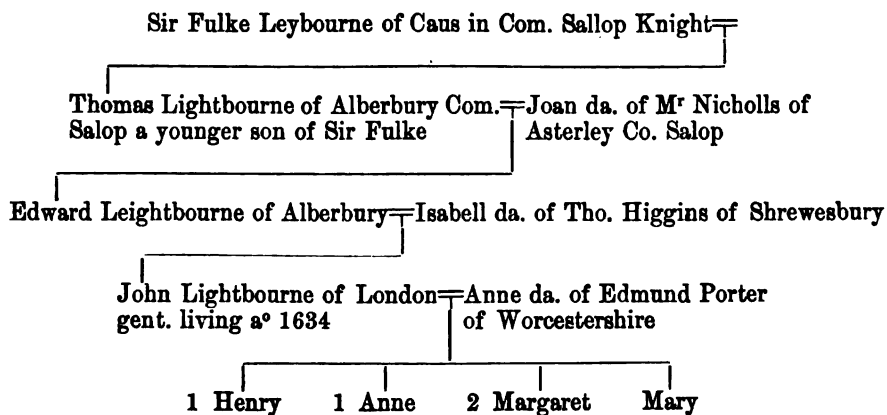 Sir Fulke Leybourne of Caus in Com. Sallop Knight
Thomas Lightbourne of Alberbury Com. Joan da. of Mʳ Nicholls of
Salop a younger son of Sir Fulke Asterley Co. Salop
Edward Leightbourne of Alberbury Isabell da. of Tho. Higgins of Shrewesbury
John Lightbourne of London Anne da. of Edmund Porter
gent. living aº 1634 of Worcestershire
1 Henry 1 Anne 2 Margaret Mary